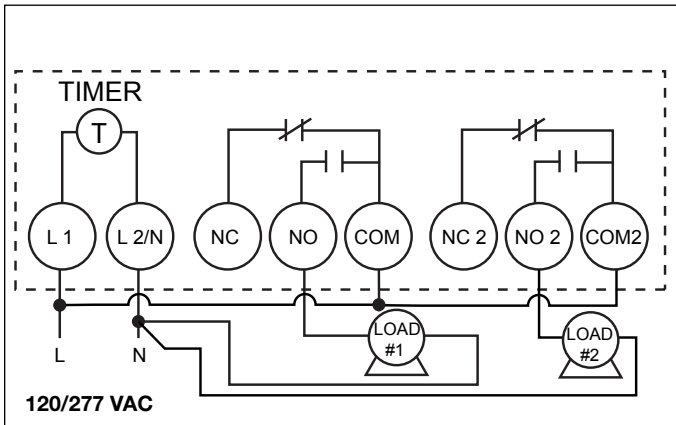 TIMER
T
L 1
L 2/N
NC
NO
COM
NC 2
NO 2
COM2
L
N
LOAD
#1
LOAD
#2
120/277 VAC